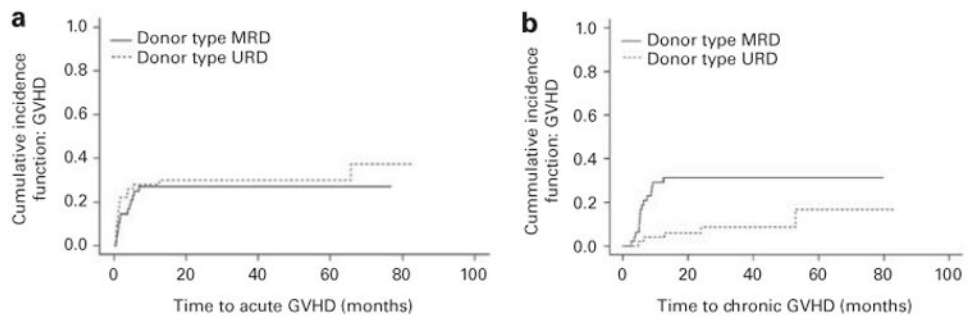 a
Cumulative incidence
function: GVHD
1.0
0.8
0.6
0.4
0.2
0.0
Donor type MRD
Donor type URD
0 20 40 60 80 100
Time to acute GVHD (months)
b
Cummulative incidence
function: GVHD
1.0
0.8
0.6
0.4
0.2
0.0
Donor type MRD
Donor type URD
0 20 40 60 80 100
Time to chronic GVHD (months)